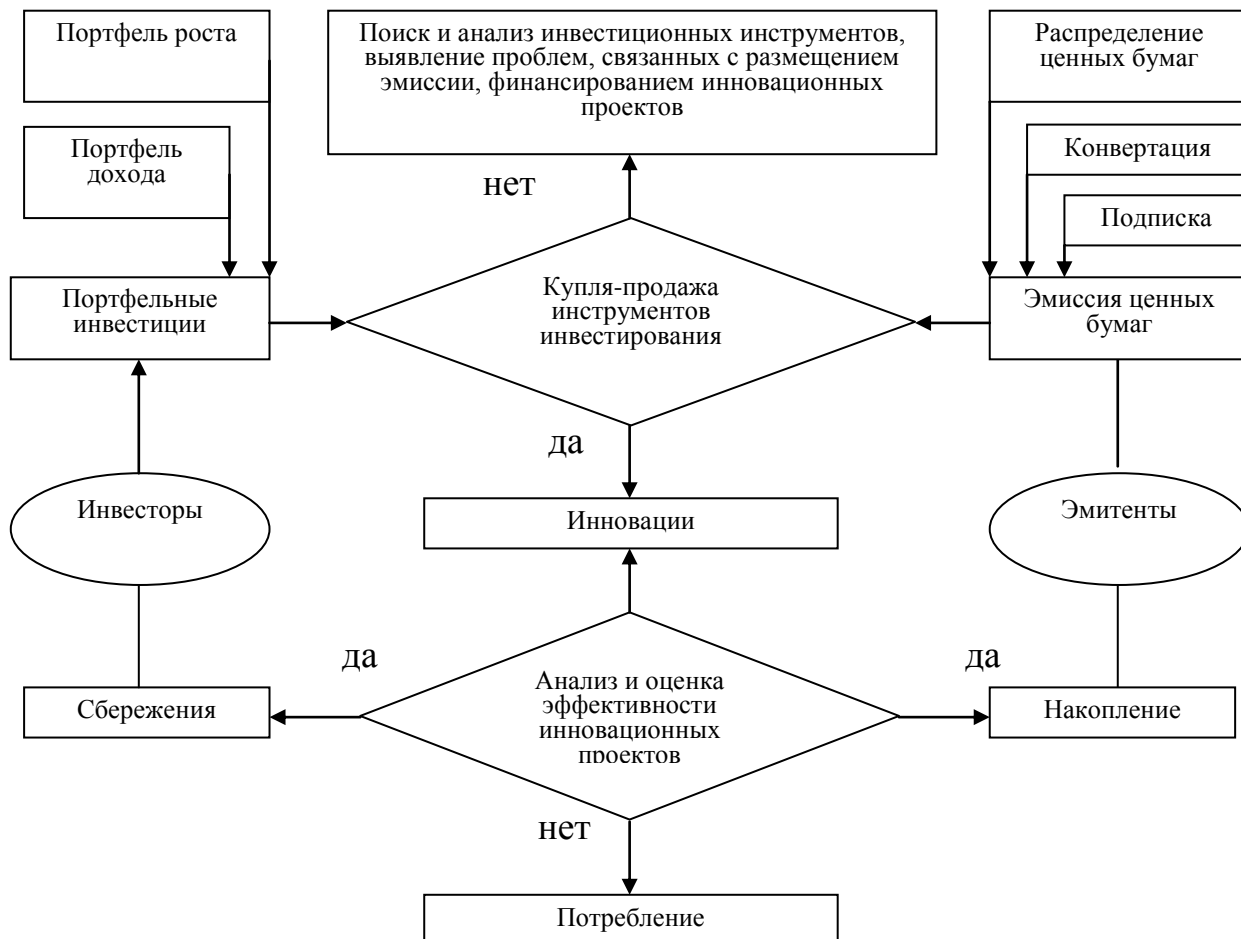 Портфель роста
Поиск и анализ инвестиционных инструментов,
выявление проблем, связанных с размещением
эмиссии, финансированием инновационных
проектов
Распределение
ценных бумаг
Портфель
дохода
Конвертация
Подписка
нет
Портфельные
инвестиции
Купля-продажа
инструментов
инвестирования
Эмиссия ценных
бумаг
да
Инвесторы
Инновации
Эмитенты
да
да
Сбережения
Анализ и оценка
эффективности
инновационных
проектов
Накопление
нет
Потребление